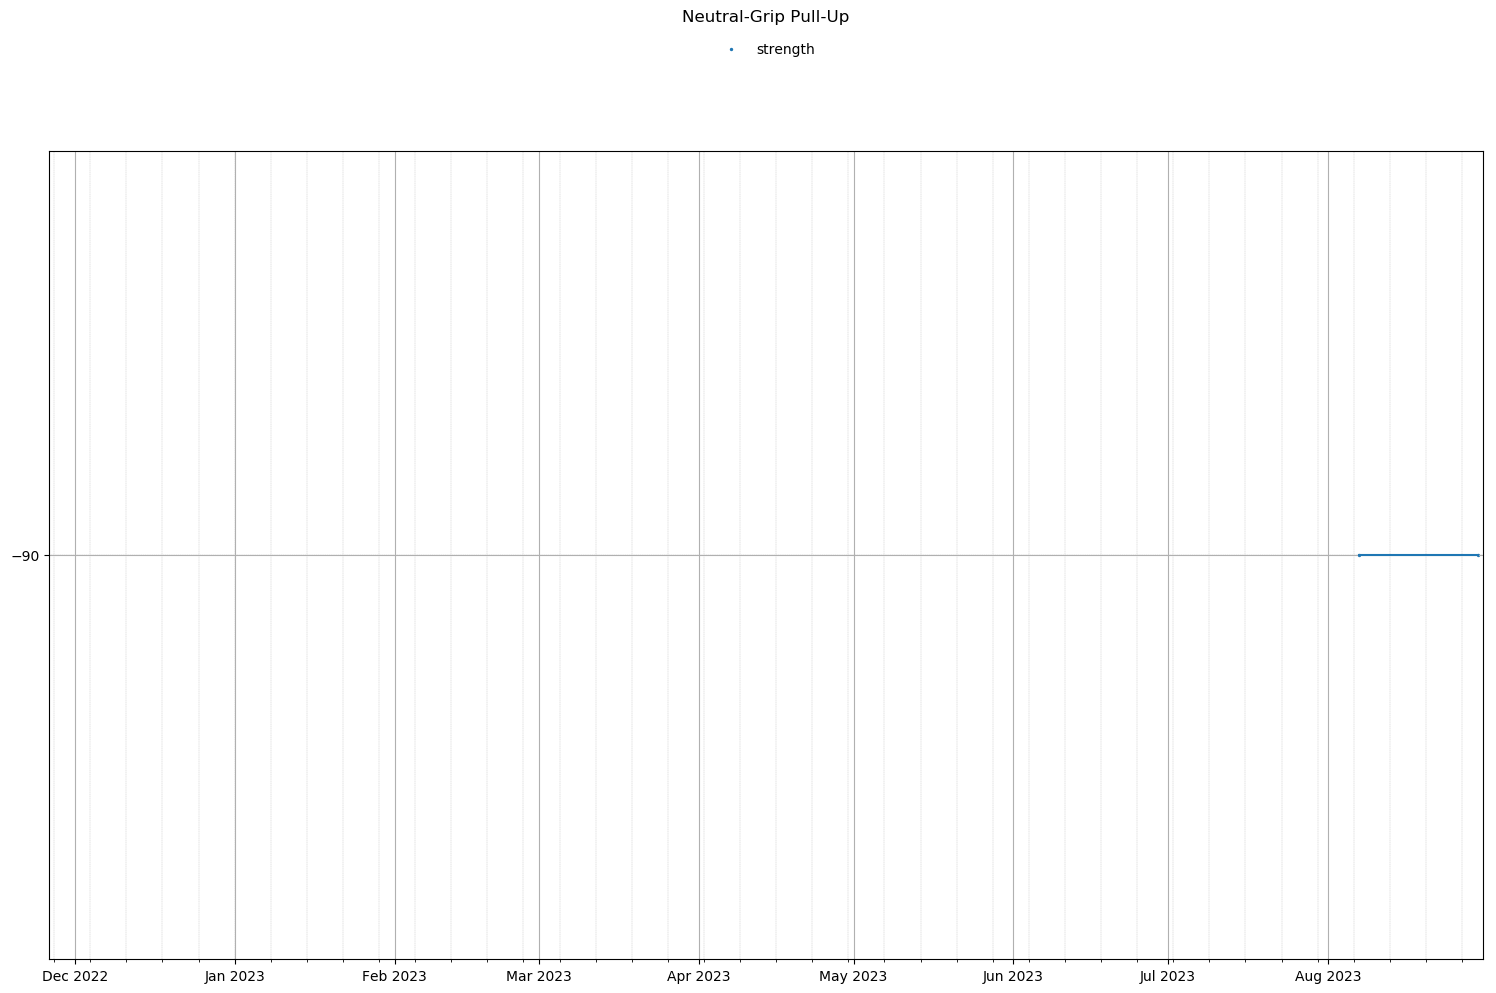 Neutral-Grip Pull-Up
strength
−90
Dec 2022
Jan 2023
Feb 2023
Mar 2023
Apr 2023
May 2023
Jun 2023
Jul 2023
Aug 2023